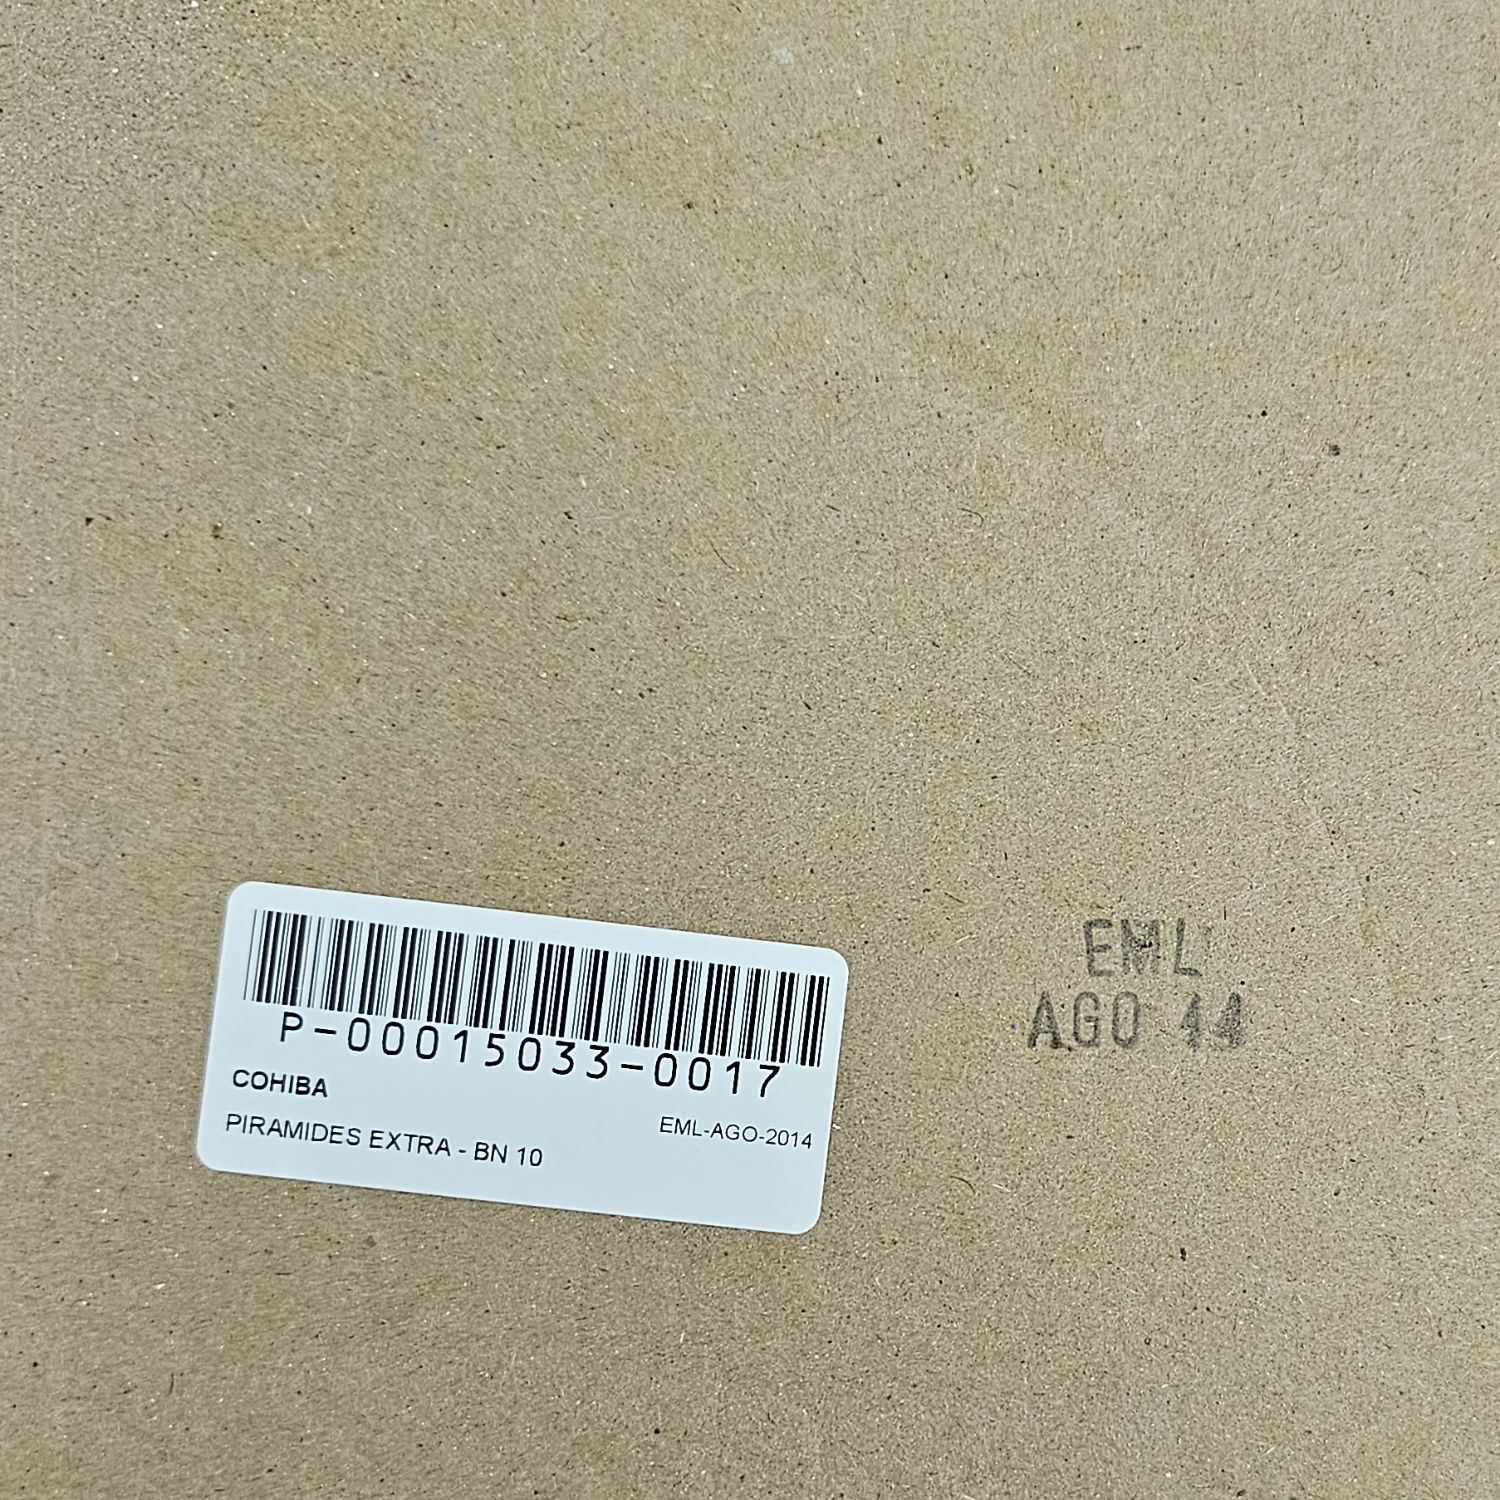 P-00015033-0017
COHIBA
PIRAMIDES EXTRA - BN 10
EML-AGO-2014
EML
AGO 14